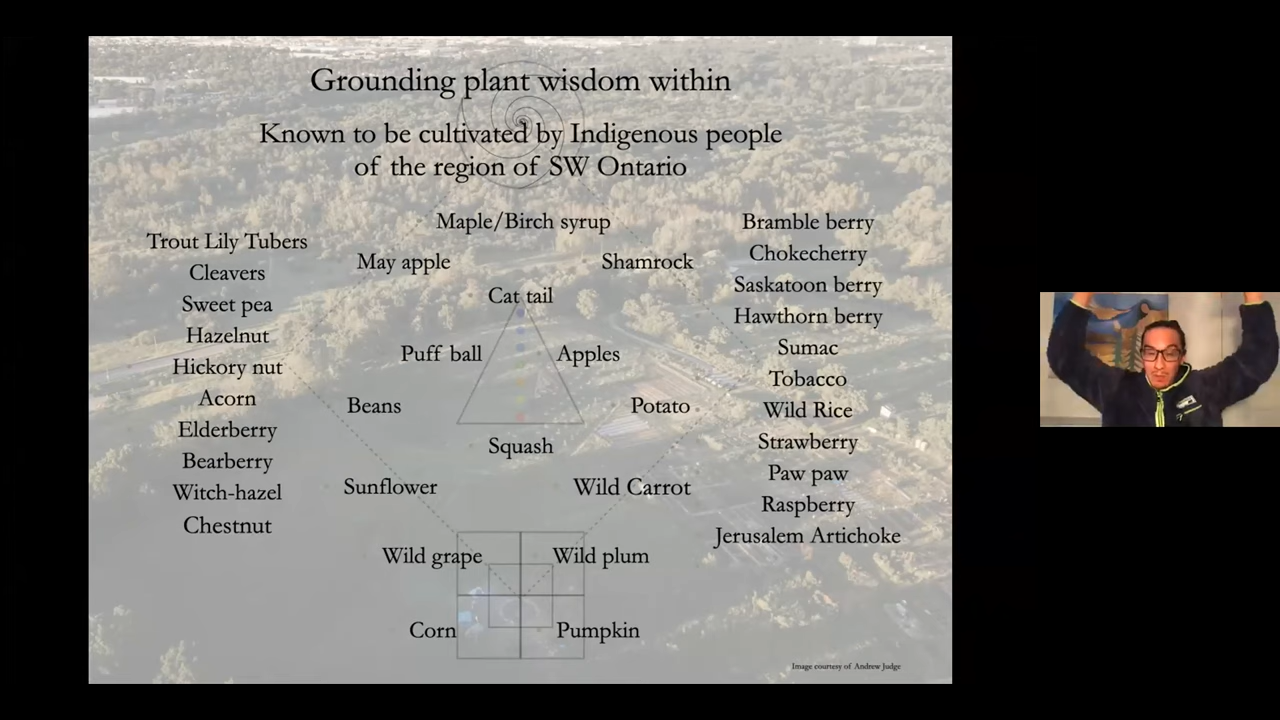 Grounding plant wisdom within
Known to be cultivated by Indigenous people
of the region of SW Ontario
Trout Lily Tubers
Cleavers
Sweet pea
Hazelnut
Hickory nut
Acorn
Elderberry
Bearberry
Witch-hazel
Chestnut
Maple/Birch syrup
May apple
Shamrock
Cat tail
Puff ball
Apples
Beans
Potato
Squash
Sunflower
Wild Carrot
Wild grape
Wild plum
Corn
Pumpkin
Bramble berry
Chokecherry
Saskatoon berry
Hawthorn berry
Sumac
Tobacco
Wild Rice
Strawberry
Paw paw
Raspberry
Jerusalem Artichoke
Image courtesy of Andrew Judge